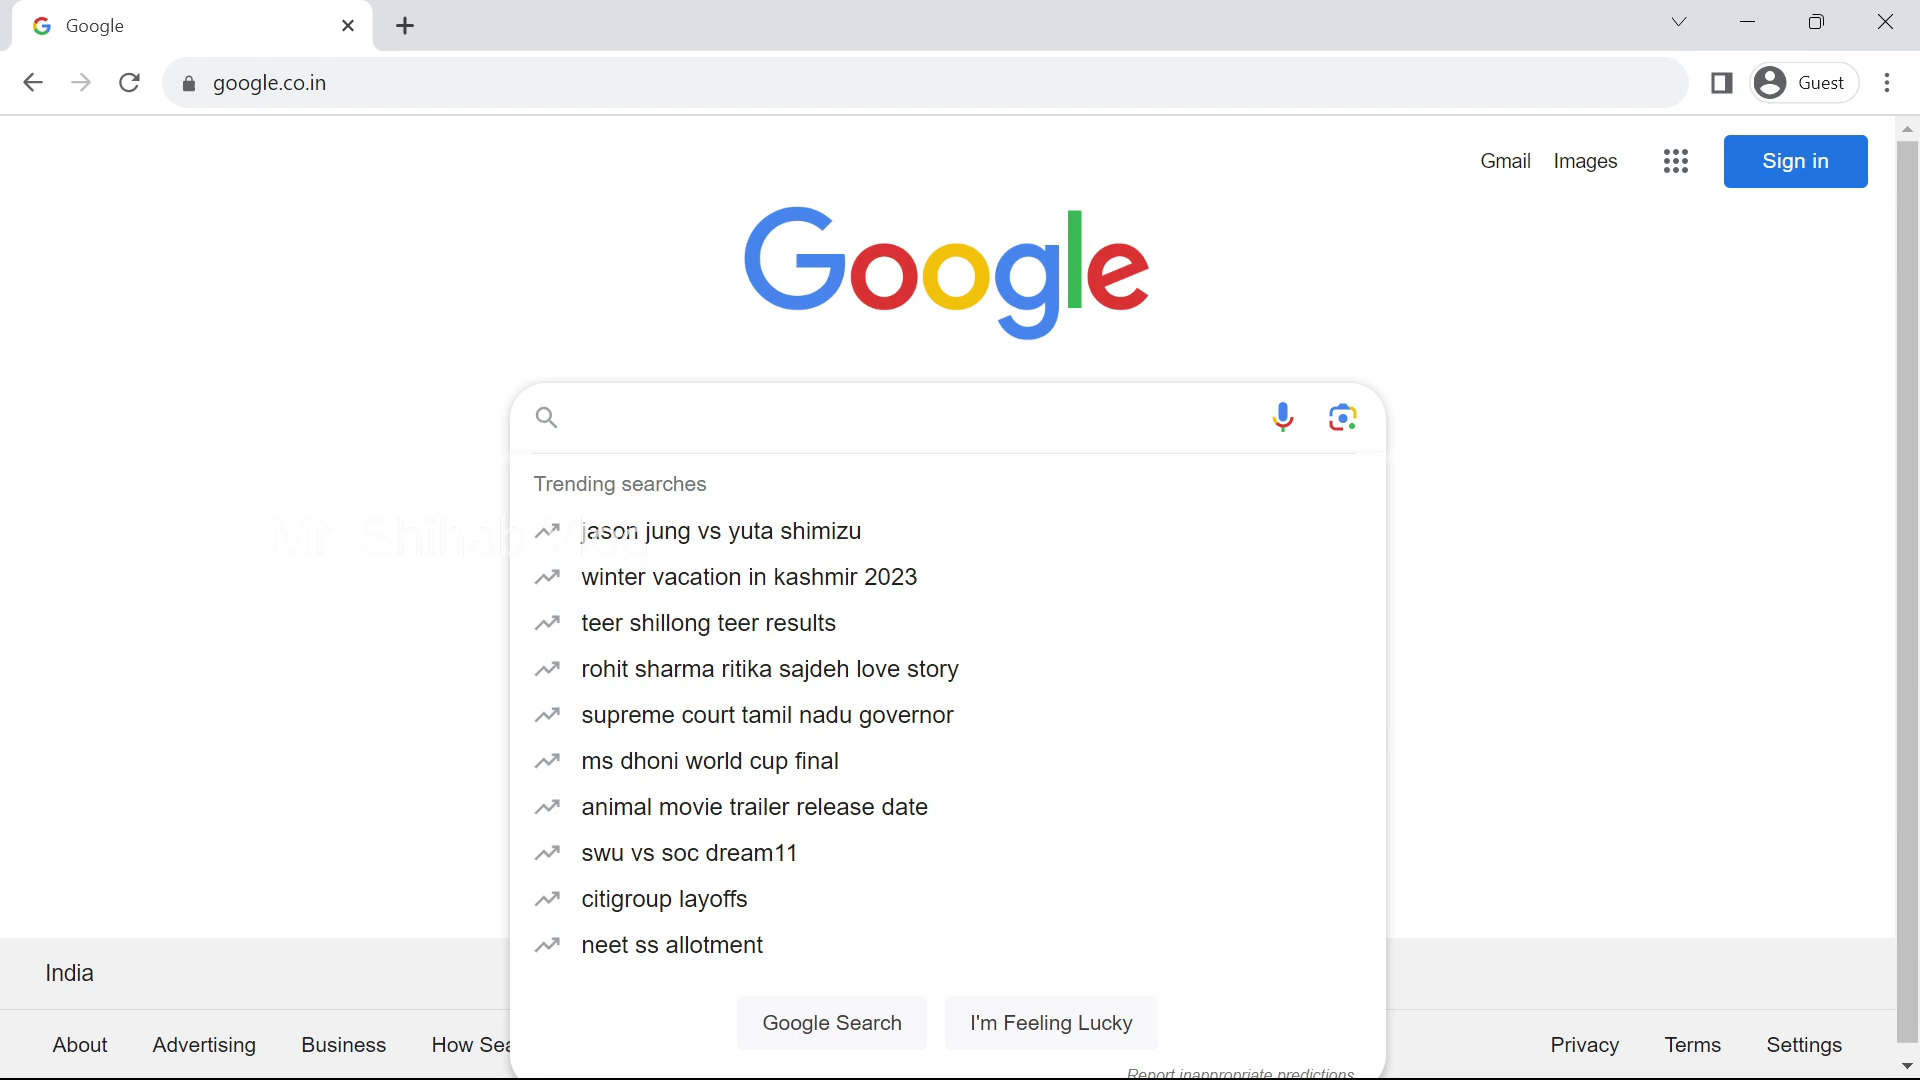 Google
google.co.in
Guest
Gmail Images Sign in
Google
Trending searches
jason jung vs yuta shimizu
winter vacation in kashmir 2023
teer shillong teer results
rohit sharma ritika sajdeh love story
supreme court tamil nadu governor
ms dhoni world cup final
animal movie trailer release date
swu vs soc dream11
citigroup layoffs
neet ss allotment
Mr. Shihab Vlog
India
Google Search I'm Feeling Lucky
About Advertising Business How Sea Privacy Terms Settings
Report inappropriate predictions